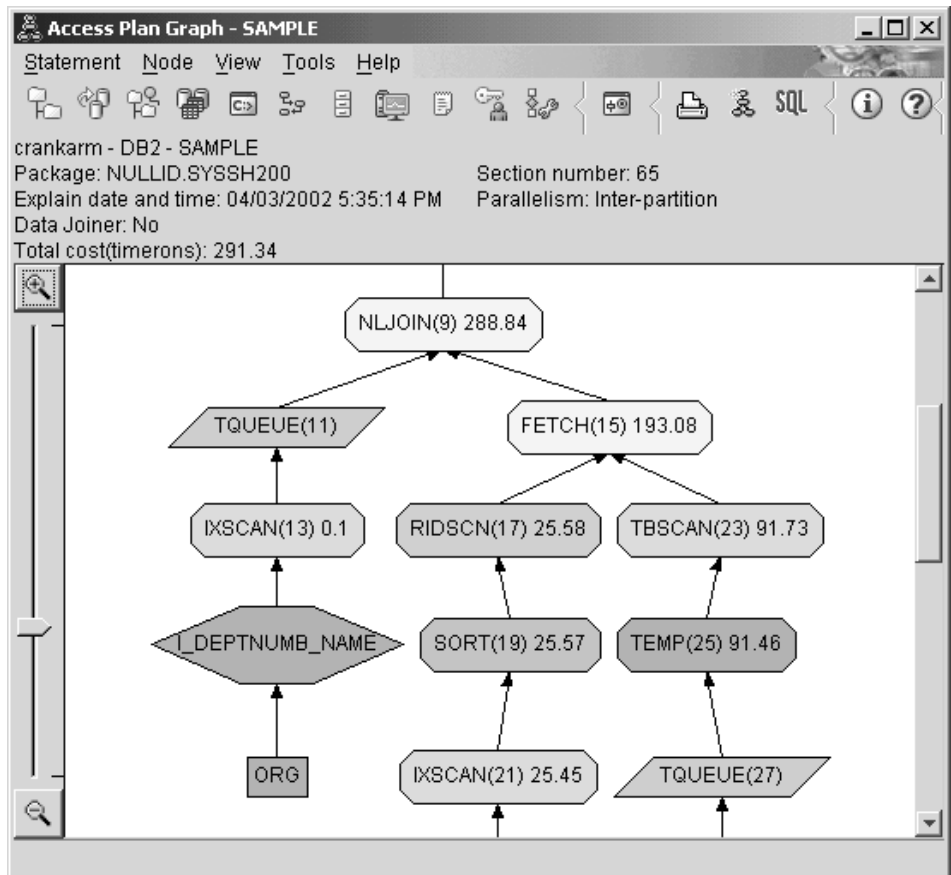 Access Plan Graph - SAMPLE
Statement Node View Tools Help
C:> SQL i ?
crankarm - DB2 - SAMPLE
Package: NULLID.SYSSH200 Section number: 65
Explain date and time: 04/03/2002 5:35:14 PM Parallelism: Inter-partition
Data Joiner: No
Total cost(timerons): 291.34
NLJOIN(9) 288.84
TQUEUE(11) FETCH(15) 193.08
IXSCAN(13) 0.1 RIDSCN(17) 25.58 TBSCAN(23) 91.73
I_DEPTNUMB_NAME SORT(19) 25.57 TEMP(25) 91.46
ORG IXSCAN(21) 25.45 TQUEUE(27)